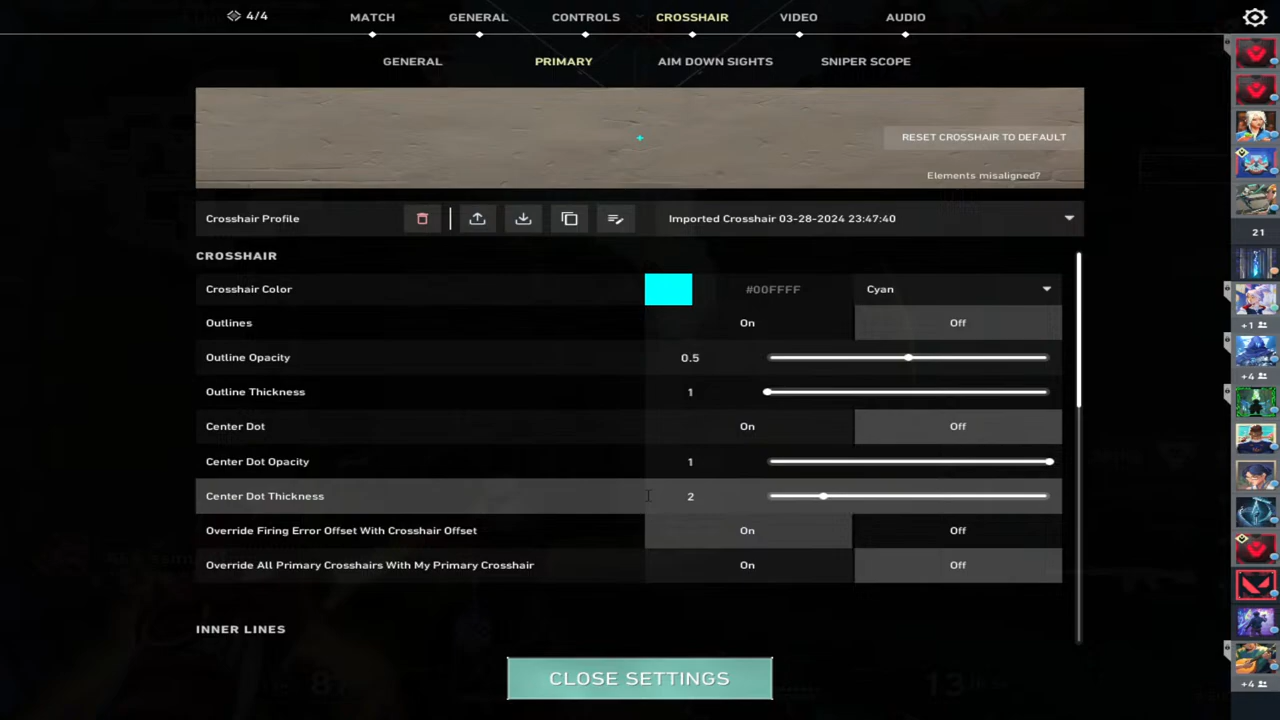 4/4
MATCH
GENERAL
CONTROLS
CROSSHAIR
VIDEO
AUDIO
GENERAL
PRIMARY
AIM DOWN SIGHTS
SNIPER SCOPE
RESET CROSSHAIR TO DEFAULT
Elements misaligned?
Crosshair Profile
Imported Crosshair 03-28-2024 23:47:40
CROSSHAIR
Crosshair Color #00FFFF Cyan
Outlines On Off
Outline Opacity 0.5
Outline Thickness 1
Center Dot On Off
Center Dot Opacity 1
Center Dot Thickness 2
Override Firing Error Offset With Crosshair Offset On Off
Override All Primary Crosshairs With My Primary Crosshair On Off
INNER LINES
CLOSE SETTINGS
21
+1
+4
+4